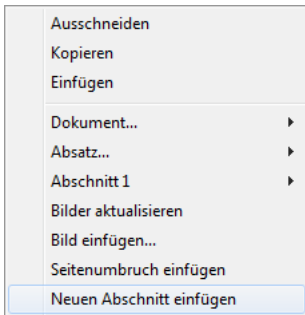 Ausschneiden
Kopieren
Einfügen
Dokument...
Absatz...
Abschnitt 1
Bilder aktualisieren
Bild einfügen...
Seitenumbruch einfügen
Neuen Abschnitt einfügen